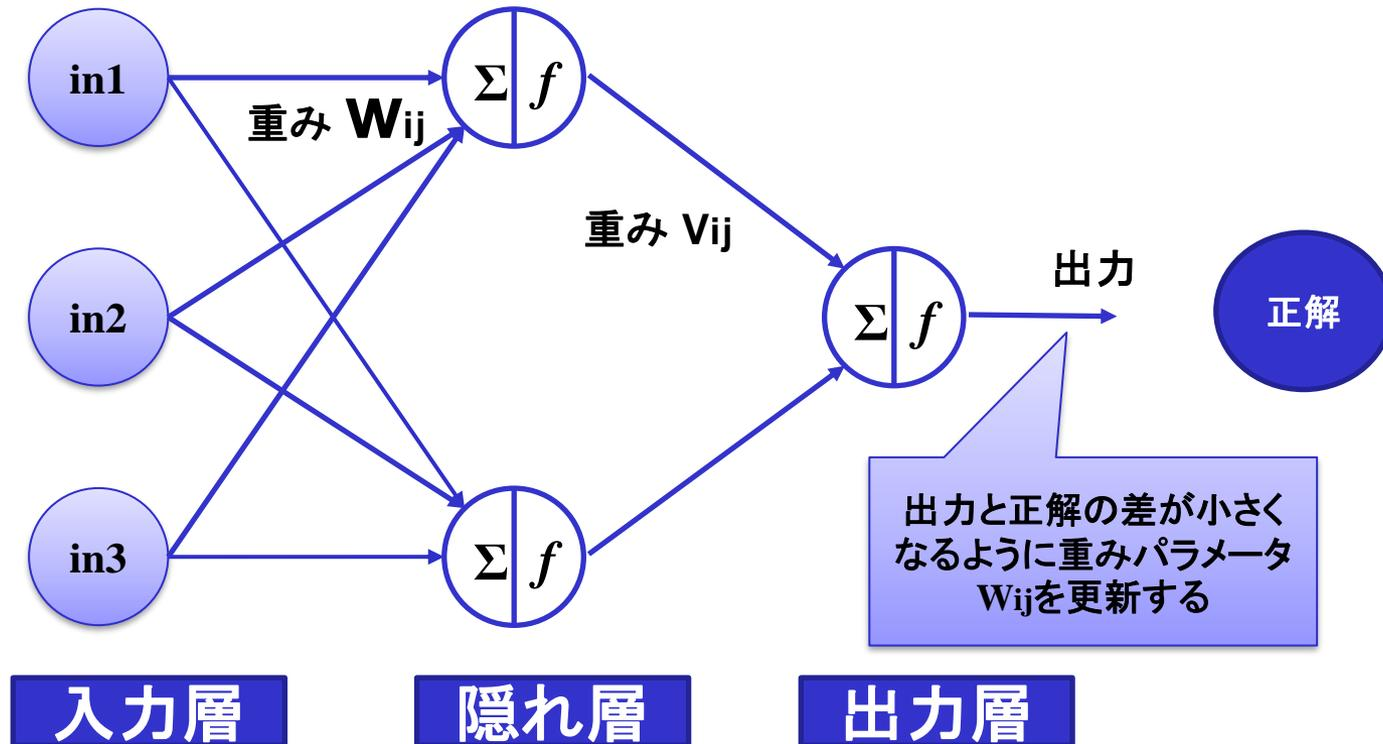 in1
Σ f
重み Wij
重み Vij
in2
Σ f
出力
正解
in3
Σ f
出力と正解の差が小さく
なるように重みパラメータ
Wijを更新する
入力層
隠れ層
出力層